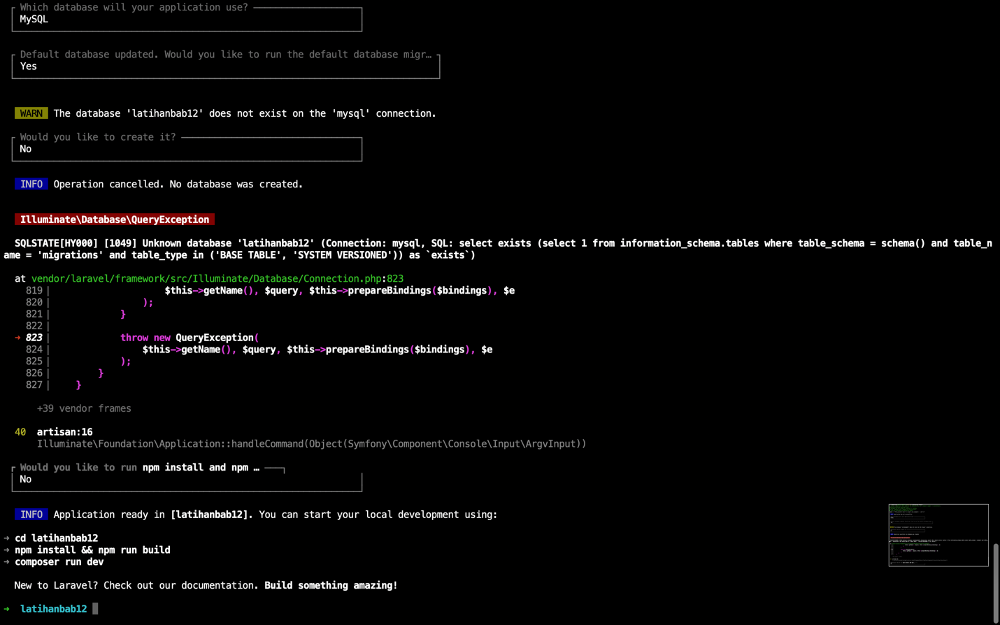 Which database will your application use?
MySQL
Default database updated. Would you like to run the default database migr…
Yes
WARN The database 'latihanbab12' does not exist on the 'mysql' connection.
Would you like to create it?
No
INFO Operation cancelled. No database was created.
Illuminate\Database\QueryException
SQLSTATE[HY000] [1049] Unknown database 'latihanbab12' (Connection: mysql, SQL: select exists (select 1 from information_schema.tables where table_schema = schema() and table_n
ame = 'migrations' and table_type in ('BASE TABLE', 'SYSTEM VERSIONED')) as `exists`)
at vendor/laravel/framework/src/Illuminate/Database/Connection.php:823
819| $this->getName(), $query, $this->prepareBindings($bindings), $e
820| );
821| }
822|
➜ 823| throw new QueryException(
824| $this->getName(), $query, $this->prepareBindings($bindings), $e
825| );
826| }
827| }
+39 vendor frames
40 artisan:16
Illuminate\Foundation\Application::handleCommand(Object(Symfony\Component\Console\Input\ArgvInput))
Would you like to run npm install and npm …
No
INFO Application ready in [latihanbab12]. You can start your local development using:
➜ cd latihanbab12
➜ npm install && npm run build
➜ composer run dev
New to Laravel? Check out our documentation. Build something amazing!
➜ latihanbab12